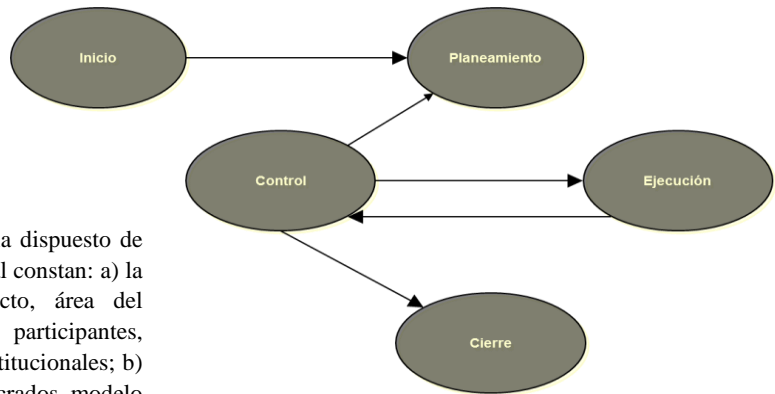 Inicio
Planeamiento
Control
Ejecución
Cierre
a dispuesto de
l constan: a) la
cto, área del
participantes,
titucionales; b)